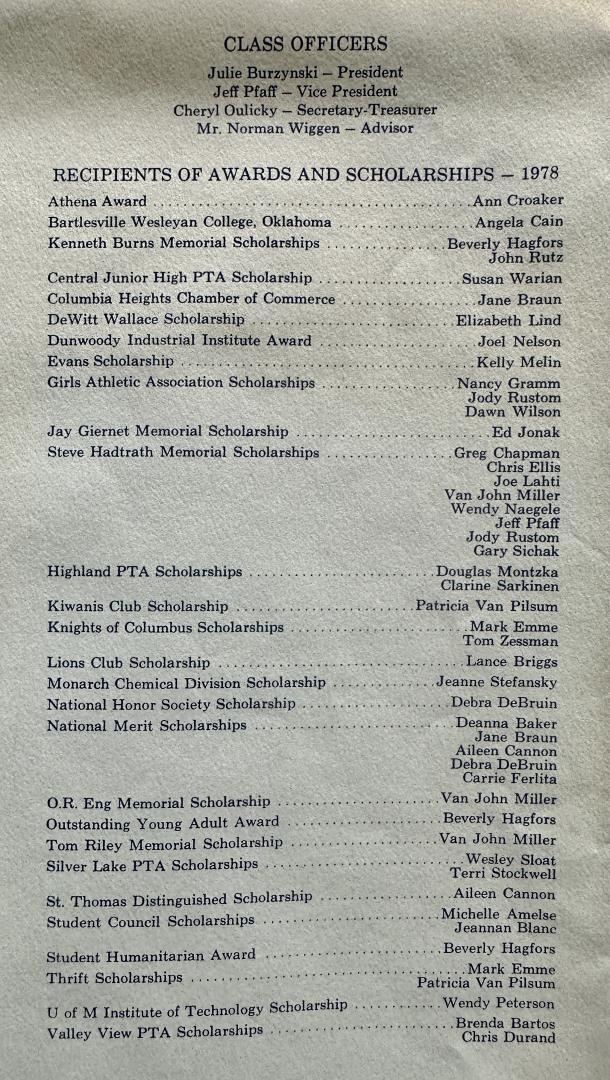 CLASS OFFICERS
Julie Burzynski – President
Jeff Pfaff – Vice President
Cheryl Oulicky – Secretary-Treasurer
Mr. Norman Wiggen – Advisor
RECIPIENTS OF AWARDS AND SCHOLARSHIPS – 1978
Athena Award ........ Ann Croaker
Bartlesville Wesleyan College, Oklahoma ........ Angela Cain
Kenneth Burns Memorial Scholarships ........ Beverly Hagfors
John Rutz
Central Junior High PTA Scholarship ........ Susan Warian
Columbia Heights Chamber of Commerce ........ Jane Braun
DeWitt Wallace Scholarship ........ Elizabeth Lind
Dunwoody Industrial Institute Award ........ Joel Nelson
Evans Scholarship ........ Kelly Melin
Girls Athletic Association Scholarships ........ Nancy Gramm
Jody Rustom
Dawn Wilson
Jay Giernet Memorial Scholarship ........ Ed Jonak
Steve Hadtrath Memorial Scholarships ........ Greg Chapman
Chris Ellis
Joe Lahti
Van John Miller
Wendy Naegele
Jeff Pfaff
Jody Rustom
Gary Sichak
Highland PTA Scholarships ........ Douglas Montzka
Clarine Sarkinen
Kiwanis Club Scholarship ........ Patricia Van Pilsum
Knights of Columbus Scholarships ........ Mark Emme
Tom Zessman
Lions Club Scholarship ........ Lance Briggs
Monarch Chemical Division Scholarship ........ Jeanne Stefansky
National Honor Society Scholarship ........ Debra DeBruin
National Merit Scholarships ........ Deanna Baker
Jane Braun
Aileen Cannon
Debra DeBruin
Carrie Ferlita
O.R. Eng Memorial Scholarship ........ Van John Miller
Outstanding Young Adult Award ........ Beverly Hagfors
Tom Riley Memorial Scholarship ........ Van John Miller
Silver Lake PTA Scholarships ........ Wesley Sloat
Terri Stockwell
St. Thomas Distinguished Scholarship ........ Aileen Cannon
Student Council Scholarships ........ Michelle Amelse
Jeannan Blanc
Student Humanitarian Award ........ Beverly Hagfors
Thrift Scholarships ........ Mark Emme
Patricia Van Pilsum
U of M Institute of Technology Scholarship ........ Wendy Peterson
Valley View PTA Scholarships ........ Brenda Bartos
Chris Durand